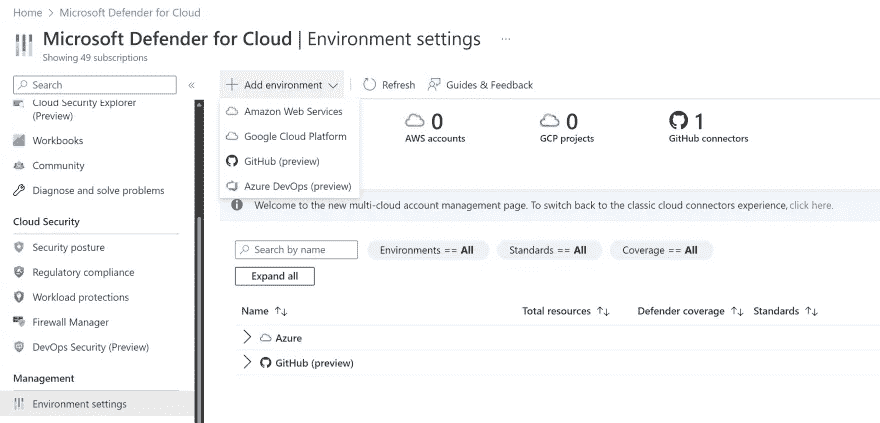 Home > Microsoft Defender for Cloud
Microsoft Defender for Cloud | Environment settings ...
Showing 49 subscriptions
Search «
Cloud Security Explorer
(Preview)
Workbooks
Community
Diagnose and solve problems
Cloud Security
Security posture
Regulatory compliance
Workload protections
Firewall Manager
DevOps Security (Preview)
Management
Environment settings
Add environment Refresh Guides & Feedback
Amazon Web Services
Google Cloud Platform
GitHub (preview)
Azure DevOps (preview)
0
AWS accounts
0
GCP projects
1
GitHub connectors
Welcome to the new multi-cloud account management page. To switch back to the classic cloud connectors experience, click here.
Search by name Environments == All Standards == All Coverage == All
Expand all
Name ↑↓ Total resources ↑↓ Defender coverage ↑↓ Standards ↑↓
Azure
GitHub (preview)